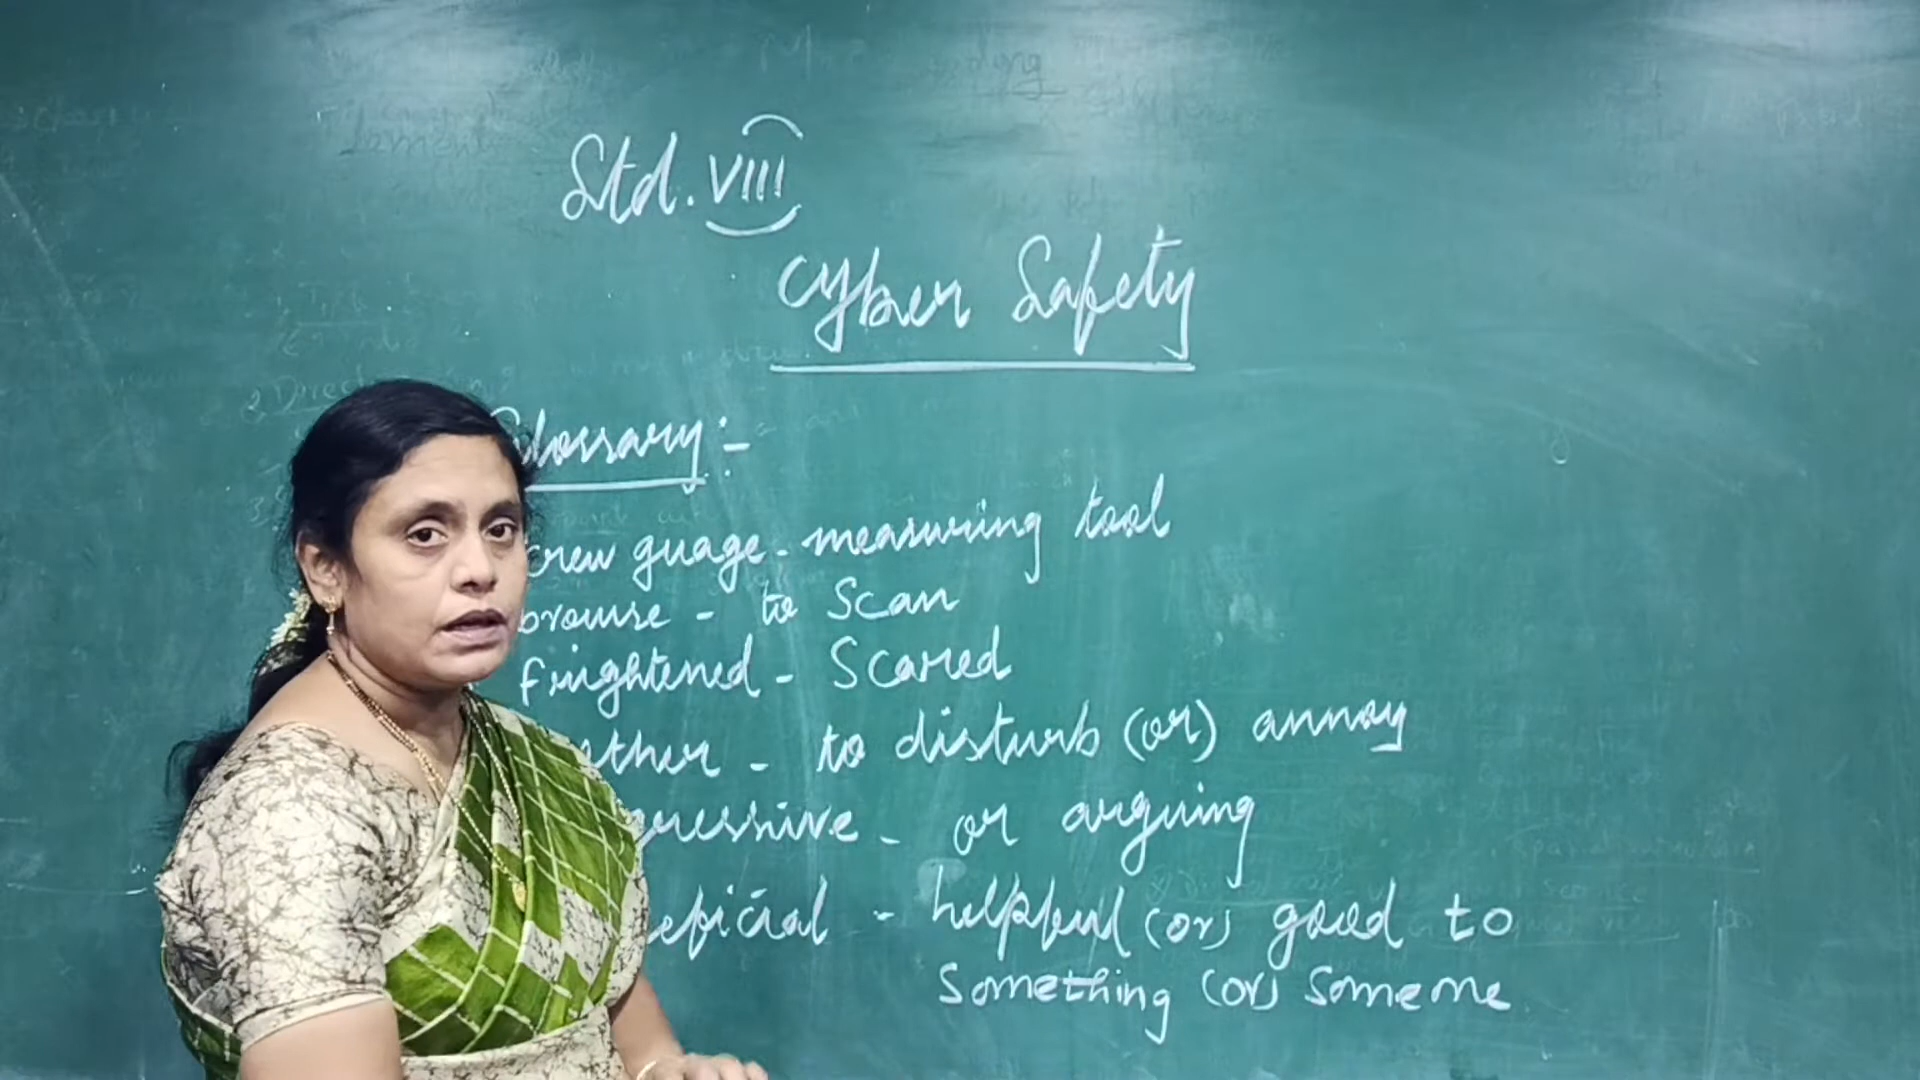 Std. VIII
Cyber Safety
Glossary:-
crew guage - measuring tool
browse - to Scan
frightened - Scared
ther - to disturb (or) annoy
gressive - or arguing
eficial - helpful (or) good to
Something (or) Someone